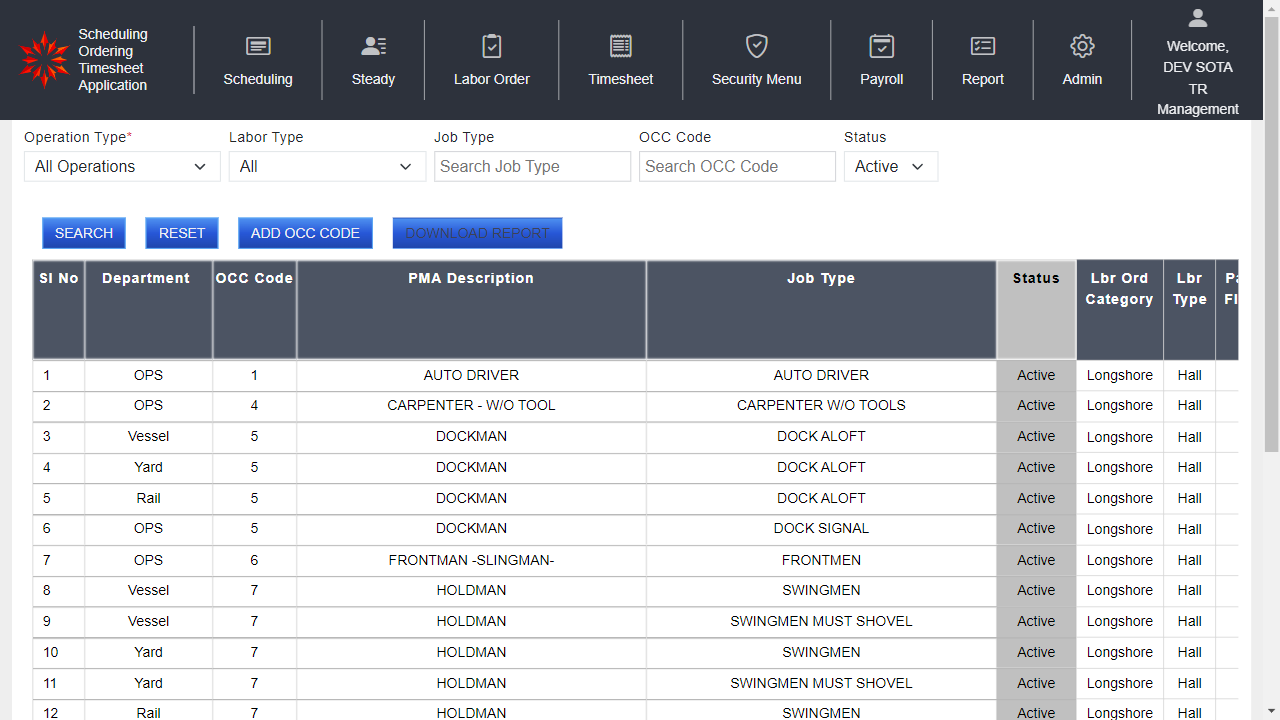 Scheduling
Ordering
Timesheet
Application
Scheduling
Steady
Labor Order
Timesheet
Security Menu
Payroll
Report
Admin
Welcome,
DEV SOTA
TR
Management
Operation Type* Labor Type Job Type OCC Code Status
All Operations All Search Job Type Search OCC Code Active
SEARCH RESET ADD OCC CODE DOWNLOAD REPORT
SI No Department OCC Code PMA Description Job Type Status Lbr Ord Category Lbr Type
1 OPS 1 AUTO DRIVER AUTO DRIVER Active Longshore Hall
2 OPS 4 CARPENTER - W/O TOOL CARPENTER W/O TOOLS Active Longshore Hall
3 Vessel 5 DOCKMAN DOCK ALOFT Active Longshore Hall
4 Yard 5 DOCKMAN DOCK ALOFT Active Longshore Hall
5 Rail 5 DOCKMAN DOCK ALOFT Active Longshore Hall
6 OPS 5 DOCKMAN DOCK SIGNAL Active Longshore Hall
7 OPS 6 FRONTMAN -SLINGMAN- FRONTMEN Active Longshore Hall
8 Vessel 7 HOLDMAN SWINGMEN Active Longshore Hall
9 Vessel 7 HOLDMAN SWINGMEN MUST SHOVEL Active Longshore Hall
10 Yard 7 HOLDMAN SWINGMEN Active Longshore Hall
11 Yard 7 HOLDMAN SWINGMEN MUST SHOVEL Active Longshore Hall
12 Rail 7 HOLDMAN SWINGMEN Active Longshore Hall